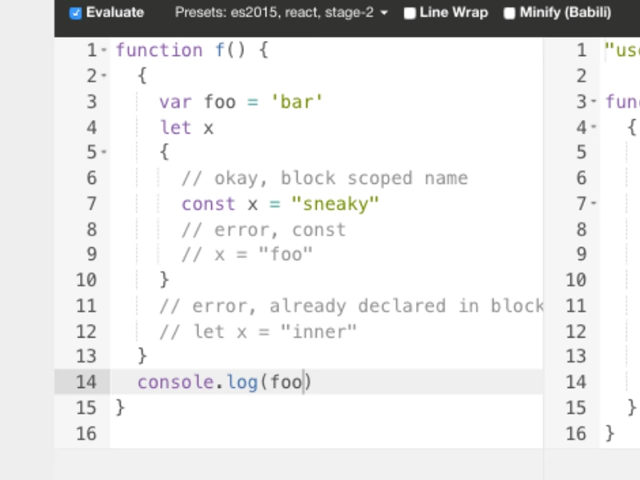 Evaluate Presets: es2015, react, stage-2 Line Wrap Minify (Babili)
1 function f() {
2 {
3 var foo = 'bar'
4 let x
5 {
6 // okay, block scoped name
7 const x = "sneaky"
8 // error, const
9 // x = "foo"
10 }
11 // error, already declared in block
12 // let x = "inner"
13 }
14 console.log(foo)
15 }
16
1 "us
2
3 fun
4 {
5
6
7
8
9
10
11
12
13
14
15 }
16 }